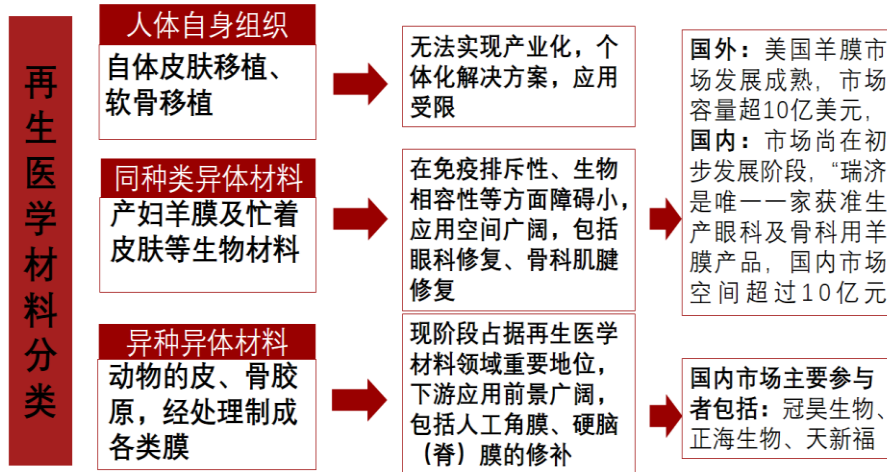 再生医学材料分类
人体自身组织
自体皮肤移植、
软骨移植
无法实现产业化，个
体化解决方案，应用
受限
同种类异体材料
产妇羊膜及忙着
皮肤等生物材料
在免疫排斥性、生物
相容性等方面障碍小，
应用空间广阔，包括
眼科修复、骨科肌腱
修复
国外：美国羊膜市
场发展成熟，市场
容量超10亿美元，
国内：市场尚在初
步发展阶段，“瑞济
是唯一一家获准生
产眼科及骨科用羊
膜产品，国内市场
空间超过10亿元
异种异体材料
动物的皮、骨胶
原，经处理制成
各类膜
现阶段占据再生医学
材料领域重要地位，
下游应用前景广阔，
包括人工角膜、硬脑
（脊）膜的修补
国内市场主要参与
者包括：冠昊生物、
正海生物、天新福